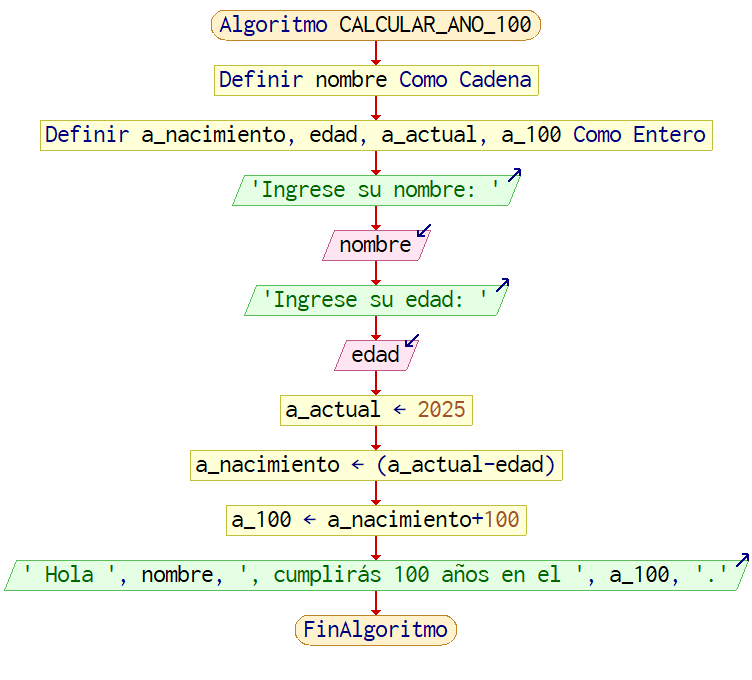 Algoritmo CALCULAR_ANO_100
Definir nombre Como Cadena
Definir a_nacimiento, edad, a_actual, a_100 Como Entero
'Ingrese su nombre: '
nombre
'Ingrese su edad: '
edad
a_actual ← 2025
a_nacimiento ← (a_actual-edad)
a_100 ← a_nacimiento+100
' Hola ', nombre, ', cumplirás 100 años en el ', a_100, '.'
FinAlgoritmo